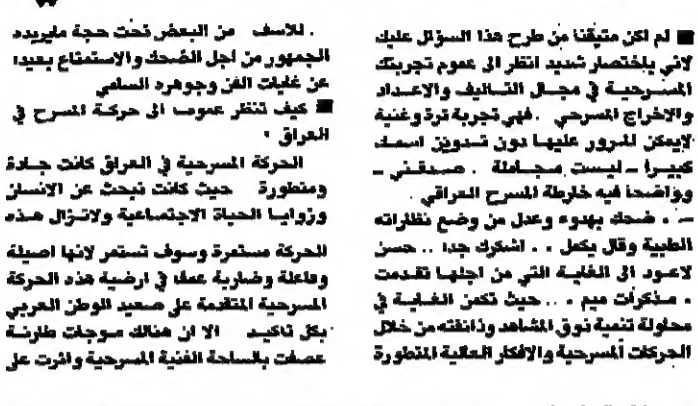 ■ لم اكن متيقنا من طرح هذا السؤال عليك
لاني باختصار شديد انظر الى عموم تجربتك
المسرحية في مجال التاليف والاعداد
والاخراج المسرحي . فهي تجربة ثرة وغنية
لايمكن المرور عليها دون تدوين اسمك
كبيرا ـ ليست مجاملة . صدقني ـ
وواضحا فيه خارطة المسرح العراقي .
ـ . ضحك بهدوء وعدل من وضع نظاراته
الطبية وقال يكمل . . اشكرك جدا . . حسن
لاعود الى الغاية التي من اجلها تقدمت
. مذكرات ميم . . . حيث تكمن الغاية في
محاولة تنمية ذوق المشاهد وذائقته من خلال
الحركات المسرحية والافكار العالية المتطورة
. للاسف من البعض تحت حجة مايريده
الجمهور من اجل الضحك والاستمتاع بعيدا
عن غايات الفن وجوهره السامي
■ كيف تنظر عموما الى حركة المسرح في
العراق .
الحركة المسرحية في العراق كانت جادة
ومتطورة حيث كانت تبحث عن الانسان
وزوايا الحياة الاجتماعية ولاتزال هذه
الحركة مستمرة وسوف تستمر لانها اصيلة
وفاعلة وضاربة عمقا في ارضية هذه الحركة
المسرحية المتقدمة على صعيد الوطن العربي
بكل تاكيد الا ان هنالك موجات طارئة
عصفت بالساحة الفنية المسرحية واثرت على